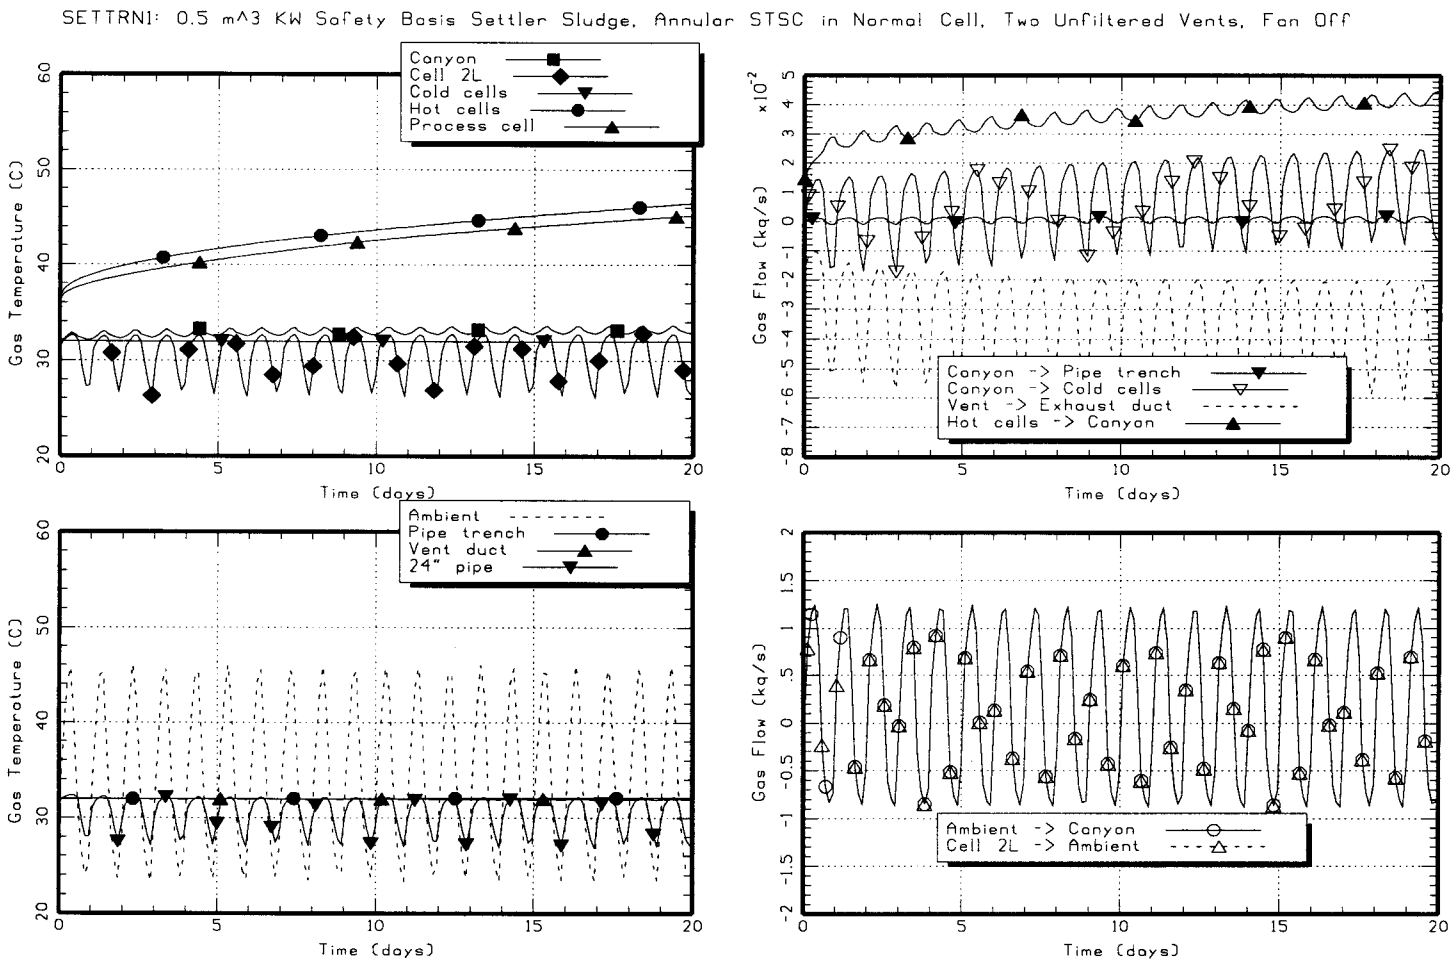 SETTRN1: 0.5 m^3 KW Safety Basis Settler Sludge, Annular STSC in Normal Cell, Two Unfiltered Vents, Fan Off
Canyon
Cell 2L
Cold cells
Hot cells
Process cell
60
50
40
30
20
Gas Temperature (C)
0 5 10 15 20
Time (days)
×10^-2
5
4
3
2
1
0
-1
-2
-3
-4
-5
-6
-7
-8
Gas Flow (kg/s)
Canyon -> Pipe trench
Canyon -> Cold cells
Vent -> Exhaust duct
Hot cells -> Canyon
0 5 10 15 20
Time (days)
Ambient
Pipe trench
Vent duct
24" pipe
60
50
40
30
20
Gas Temperature (C)
0 5 10 15 20
Time (days)
2
1.5
1
0.5
0
-0.5
-1
-1.5
-2
Gas Flow (kg/s)
Ambient -> Canyon
Cell 2L -> Ambient
0 5 10 15 20
Time (days)